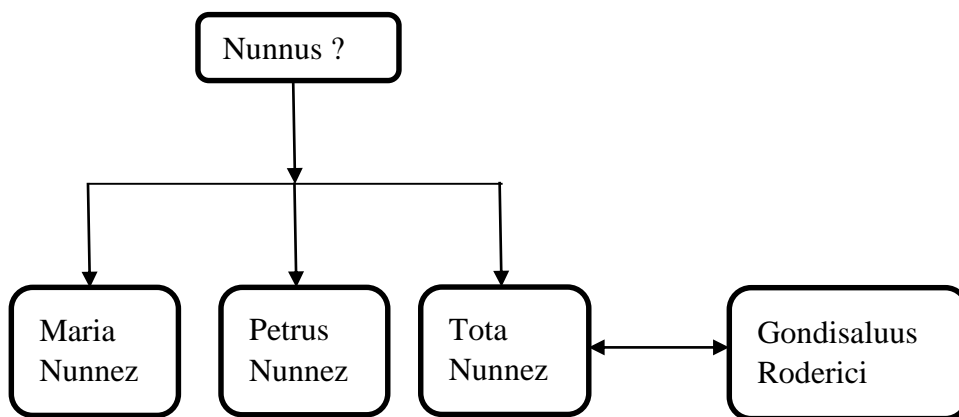 Nunnus ?
Maria
Nunnez
Petrus
Nunnez
Tota
Nunnez
Gondisaluus
Roderici